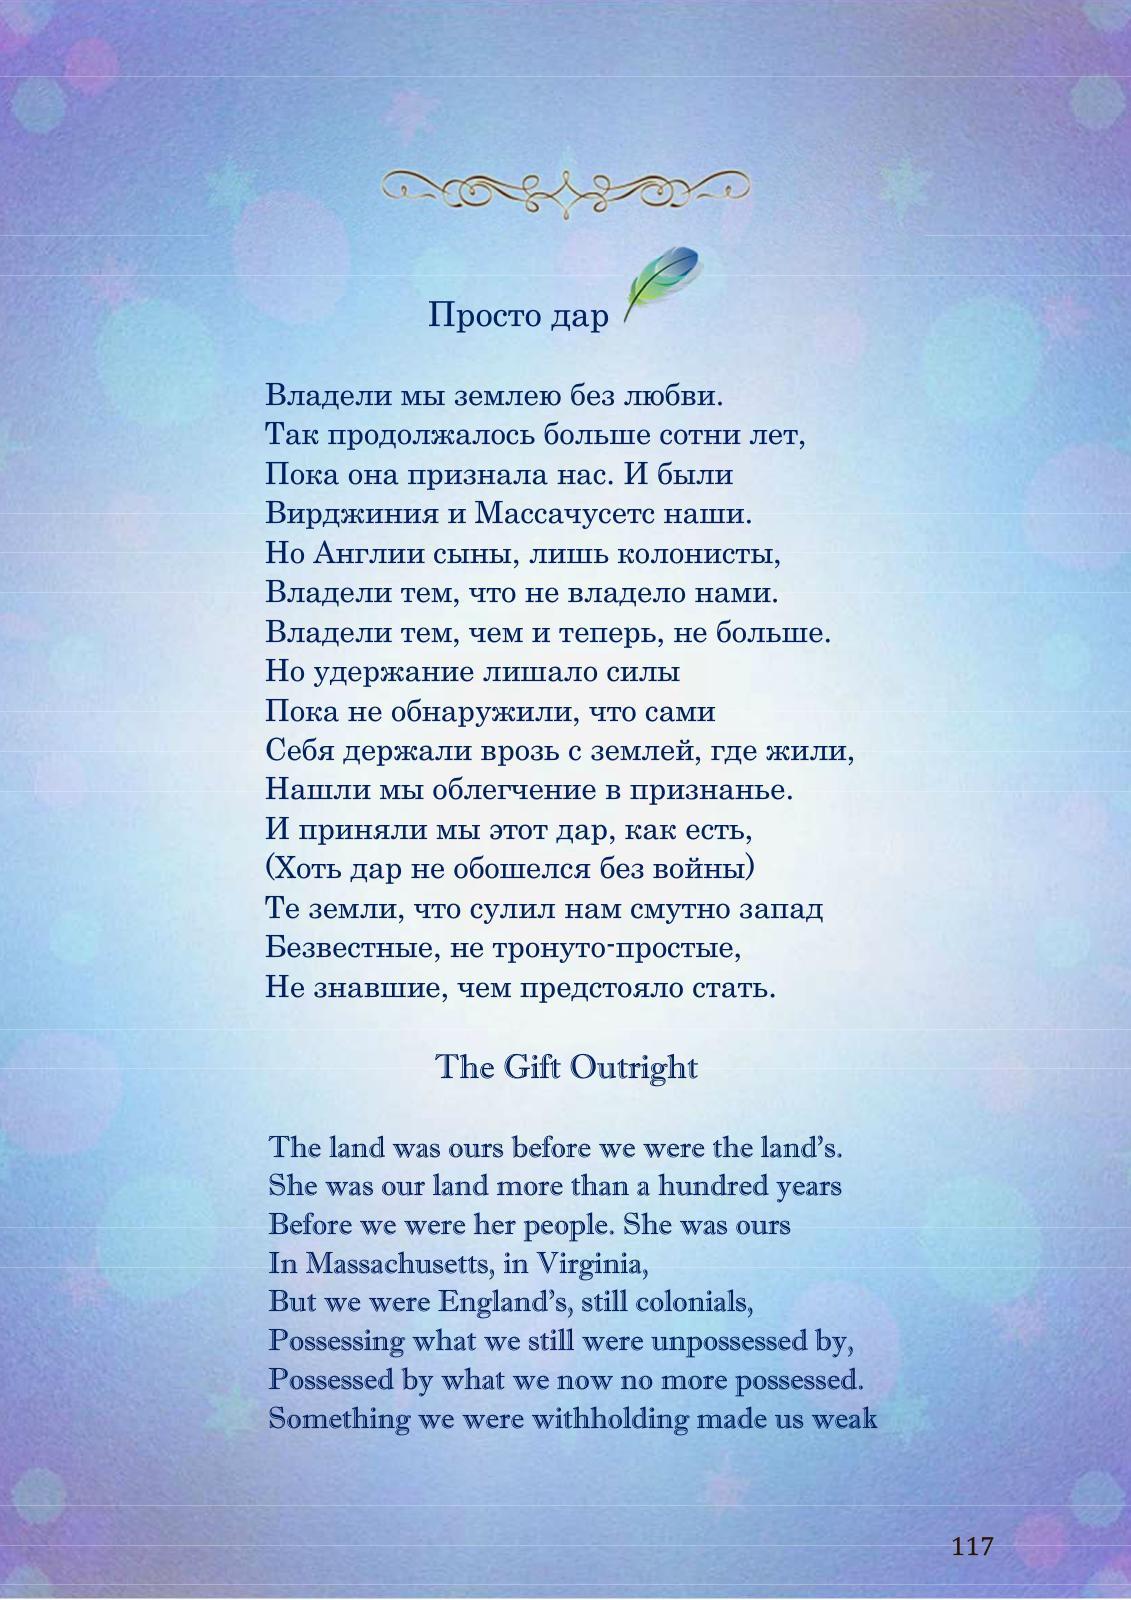 Просто дар
Владели мы землею без любви.
Так продолжалось больше сотни лет,
Пока она признала нас. И были
Вирджиния и Массачусетс наши.
Но Англии сыны, лишь колонисты,
Владели тем, что не владело нами.
Владели тем, чем и теперь, не больше.
Но удержание лишало силы
Пока не обнаружили, что сами
Себя держали врозь с землей, где жили,
Нашли мы облегчение в признанье.
И приняли мы этот дар, как есть,
(Хоть дар не обошелся без войны)
Те земли, что сулил нам смутно запад
Безвестные, не тронуто-простые,
Не знавшие, чем предстояло стать.
The Gift Outright
The land was ours before we were the land’s.
She was our land more than a hundred years
Before we were her people. She was ours
In Massachusetts, in Virginia,
But we were England’s, still colonials,
Possessing what we still were unpossessed by,
Possessed by what we now no more possessed.
Something we were withholding made us weak
117